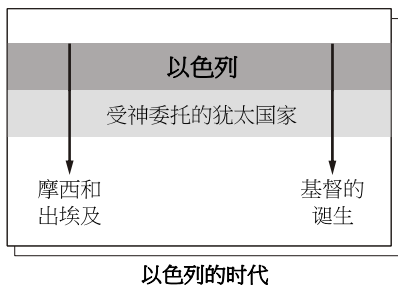 以色列
受神委托的犹太国家
摩西和
出埃及
基督的
诞生
以色列的时代